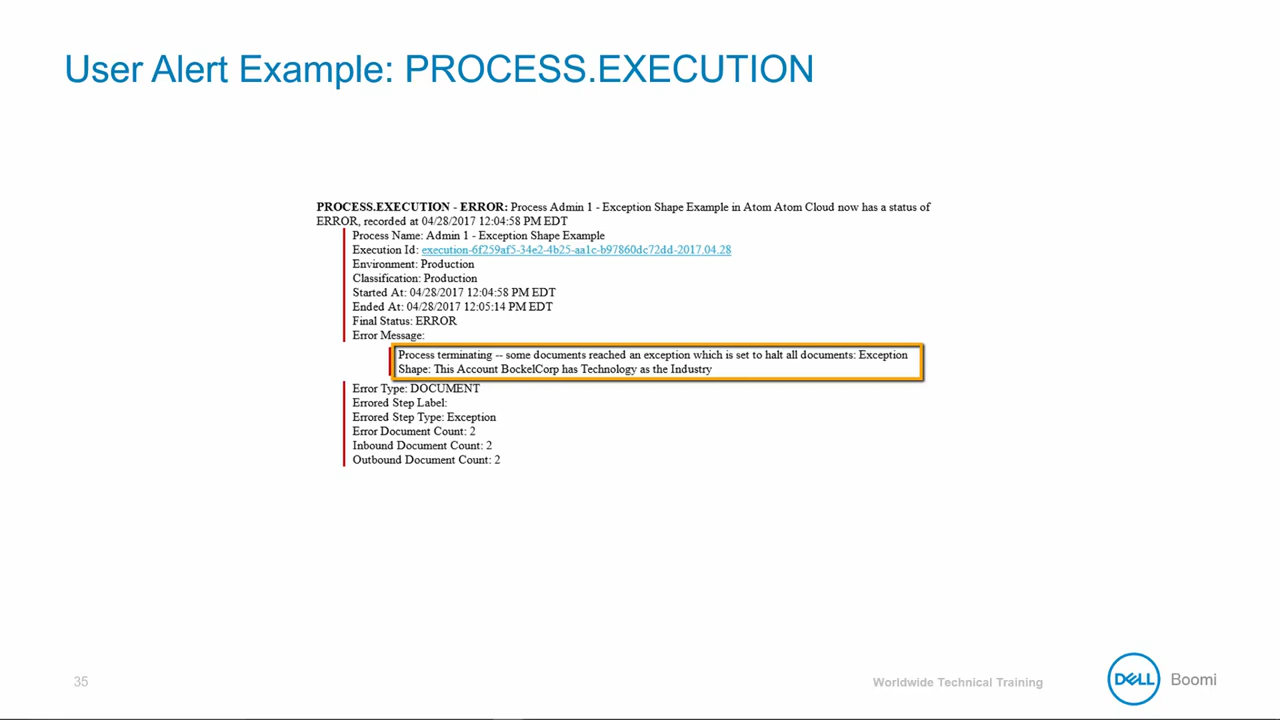 User Alert Example: PROCESS.EXECUTION
PROCESS.EXECUTION - ERROR: Process Admin 1 - Exception Shape Example in Atom Atom Cloud now has a status of
ERROR, recorded at 04/28/2017 12:04:58 PM EDT
Process Name: Admin 1 - Exception Shape Example
Execution Id: execution-6f259af5-34e2-4b25-aa1c-b97860dc72dd-2017.04.28
Environment: Production
Classification: Production
Started At: 04/28/2017 12:04:58 PM EDT
Ended At: 04/28/2017 12:05:14 PM EDT
Final Status: ERROR
Error Message:
Process terminating -- some documents reached an exception which is set to halt all documents: Exception
Shape: This Account BockelCorp has Technology as the Industry
Error Type: DOCUMENT
Errored Step Label:
Errored Step Type: Exception
Error Document Count: 2
Inbound Document Count: 2
Outbound Document Count: 2
35
Worldwide Technical Training
DELL
Boomi